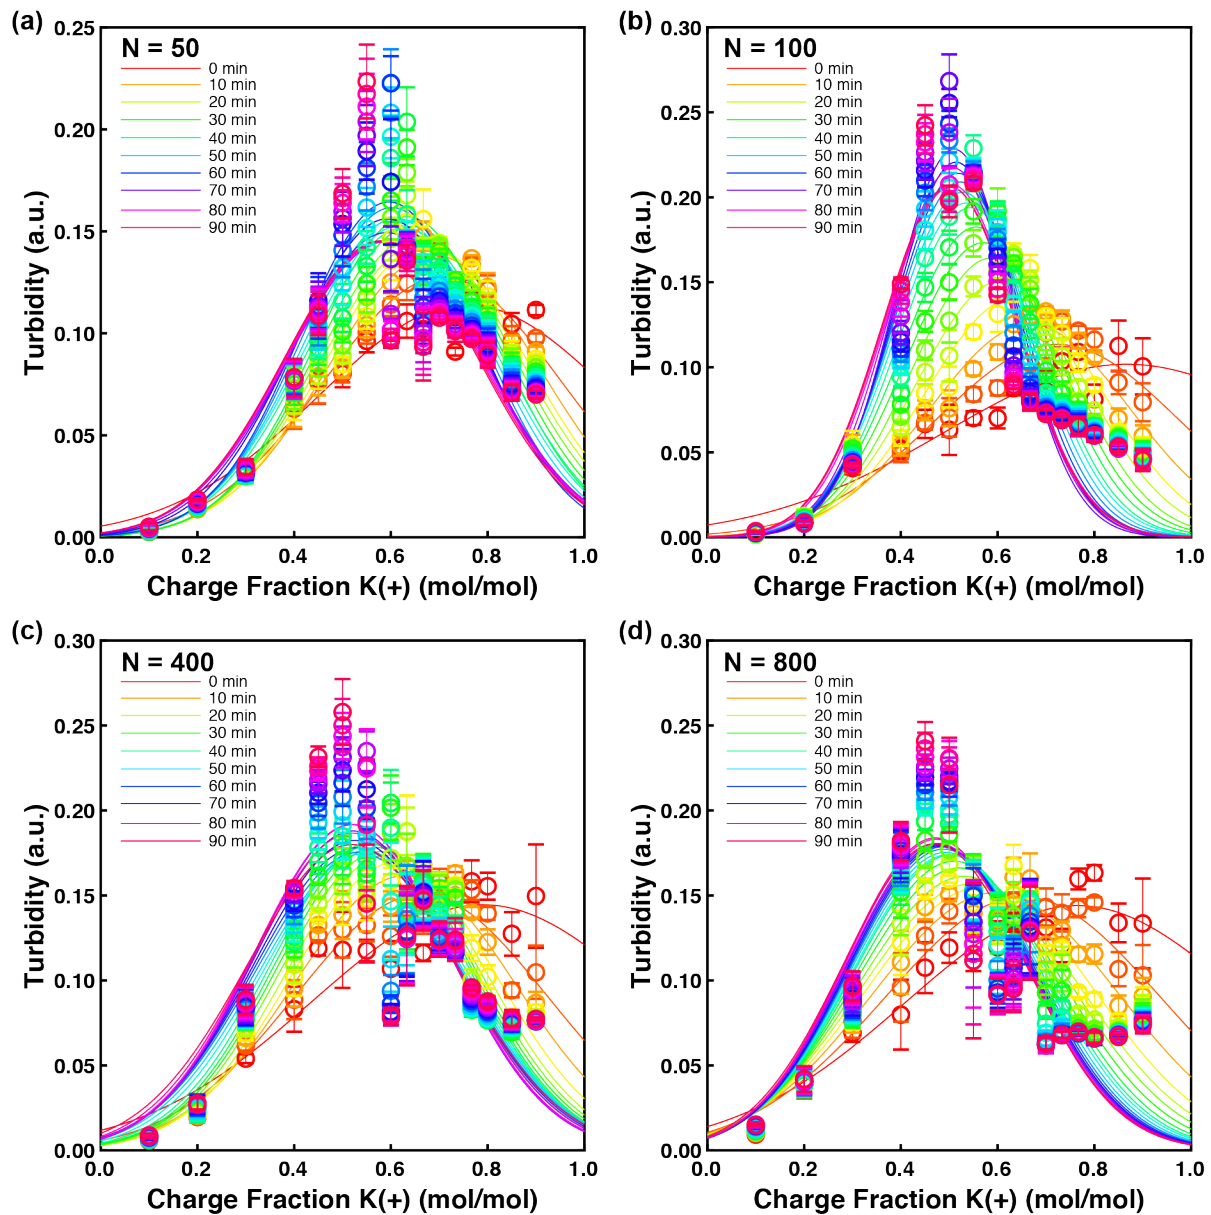 (a)
N = 50
0 min
10 min
20 min
30 min
40 min
50 min
60 min
70 min
80 min
90 min
0.25
0.20
0.15
0.10
0.05
0.00
Turbidity (a.u.)
0.0 0.2 0.4 0.6 0.8 1.0
Charge Fraction K(+) (mol/mol)
(b)
N = 100
0 min
10 min
20 min
30 min
40 min
50 min
60 min
70 min
80 min
90 min
0.30
0.25
0.20
0.15
0.10
0.05
0.00
Turbidity (a.u.)
0.0 0.2 0.4 0.6 0.8 1.0
Charge Fraction K(+) (mol/mol)
(c)
N = 400
0 min
10 min
20 min
30 min
40 min
50 min
60 min
70 min
80 min
90 min
0.30
0.25
0.20
0.15
0.10
0.05
0.00
Turbidity (a.u.)
0.0 0.2 0.4 0.6 0.8 1.0
Charge Fraction K(+) (mol/mol)
(d)
N = 800
0 min
10 min
20 min
30 min
40 min
50 min
60 min
70 min
80 min
90 min
0.30
0.25
0.20
0.15
0.10
0.05
0.00
Turbidity (a.u.)
0.0 0.2 0.4 0.6 0.8 1.0
Charge Fraction K(+) (mol/mol)